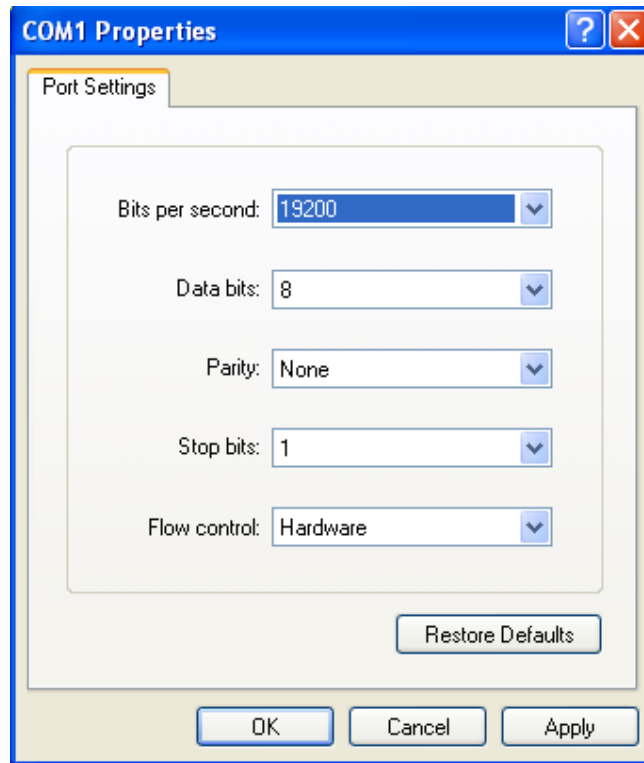 COM1 Properties
Port Settings
Bits per second: 19200
Data bits: 8
Parity: None
Stop bits: 1
Flow control: Hardware
Restore Defaults
OK Cancel Apply